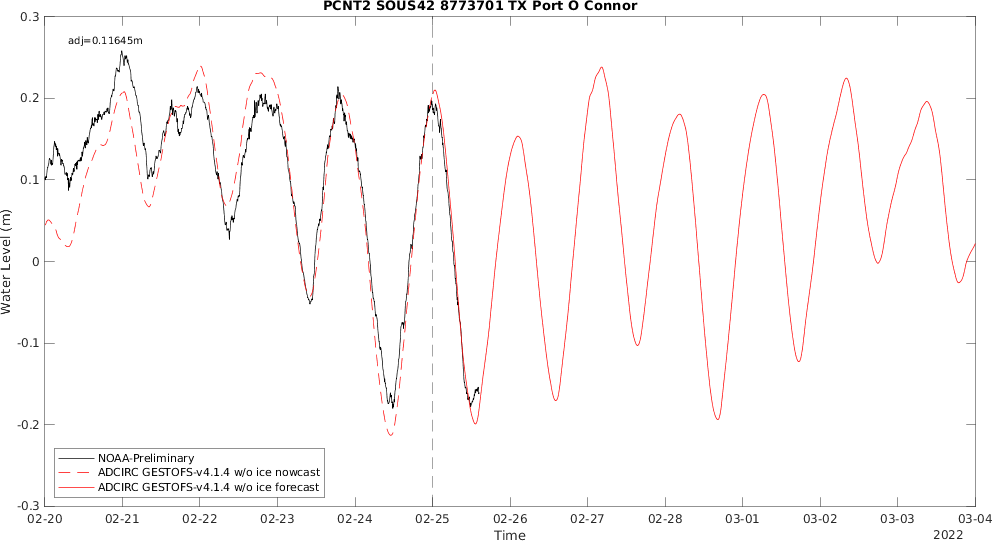 PCNT2 SOUS42 8773701 TX Port O Connor
adj=0.11645m
Water Level (m)
0.3
0.2
0.1
0
-0.1
-0.2
-0.3
NOAA-Preliminary
ADCIRC GESTOFS-v4.1.4 w/o ice nowcast
ADCIRC GESTOFS-v4.1.4 w/o ice forecast
02-20 02-21 02-22 02-23 02-24 02-25 02-26 02-27 02-28 03-01 03-02 03-03 03-04
Time
2022